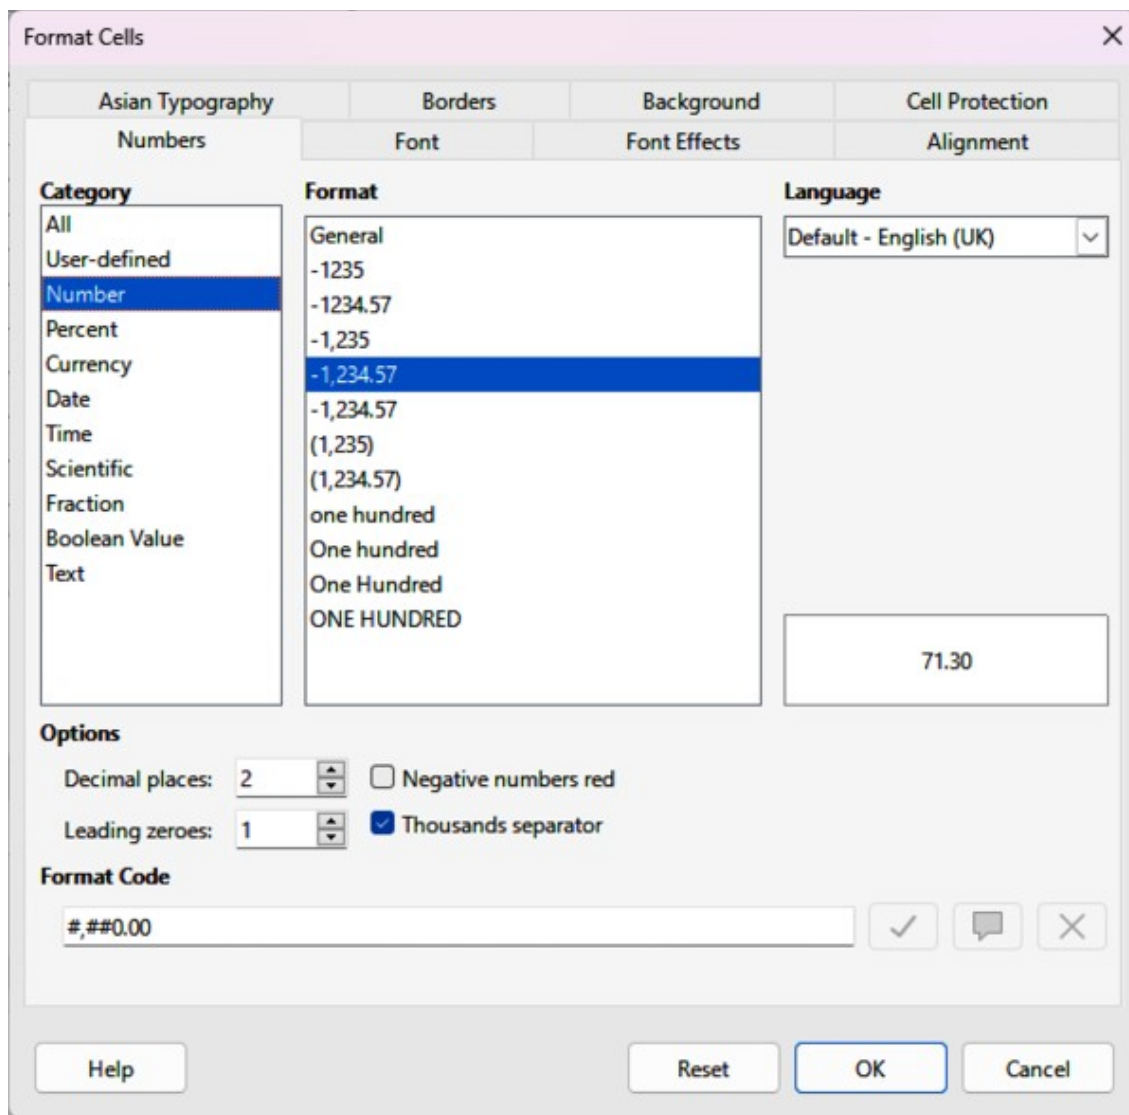 Format Cells
Asian Typography Borders Background Cell Protection
Numbers Font Font Effects Alignment
Category
All
User-defined
Number
Percent
Currency
Date
Time
Scientific
Fraction
Boolean Value
Text
Format
General
-1235
-1234.57
-1,235
-1,234.57
-1,234.57
(1,235)
(1,234.57)
one hundred
One hundred
One Hundred
ONE HUNDRED
Language
Default - English (UK)
71.30
Options
Decimal places: 2 Negative numbers red
Leading zeroes: 1 Thousands separator
Format Code
#,##0.00
Help Reset OK Cancel